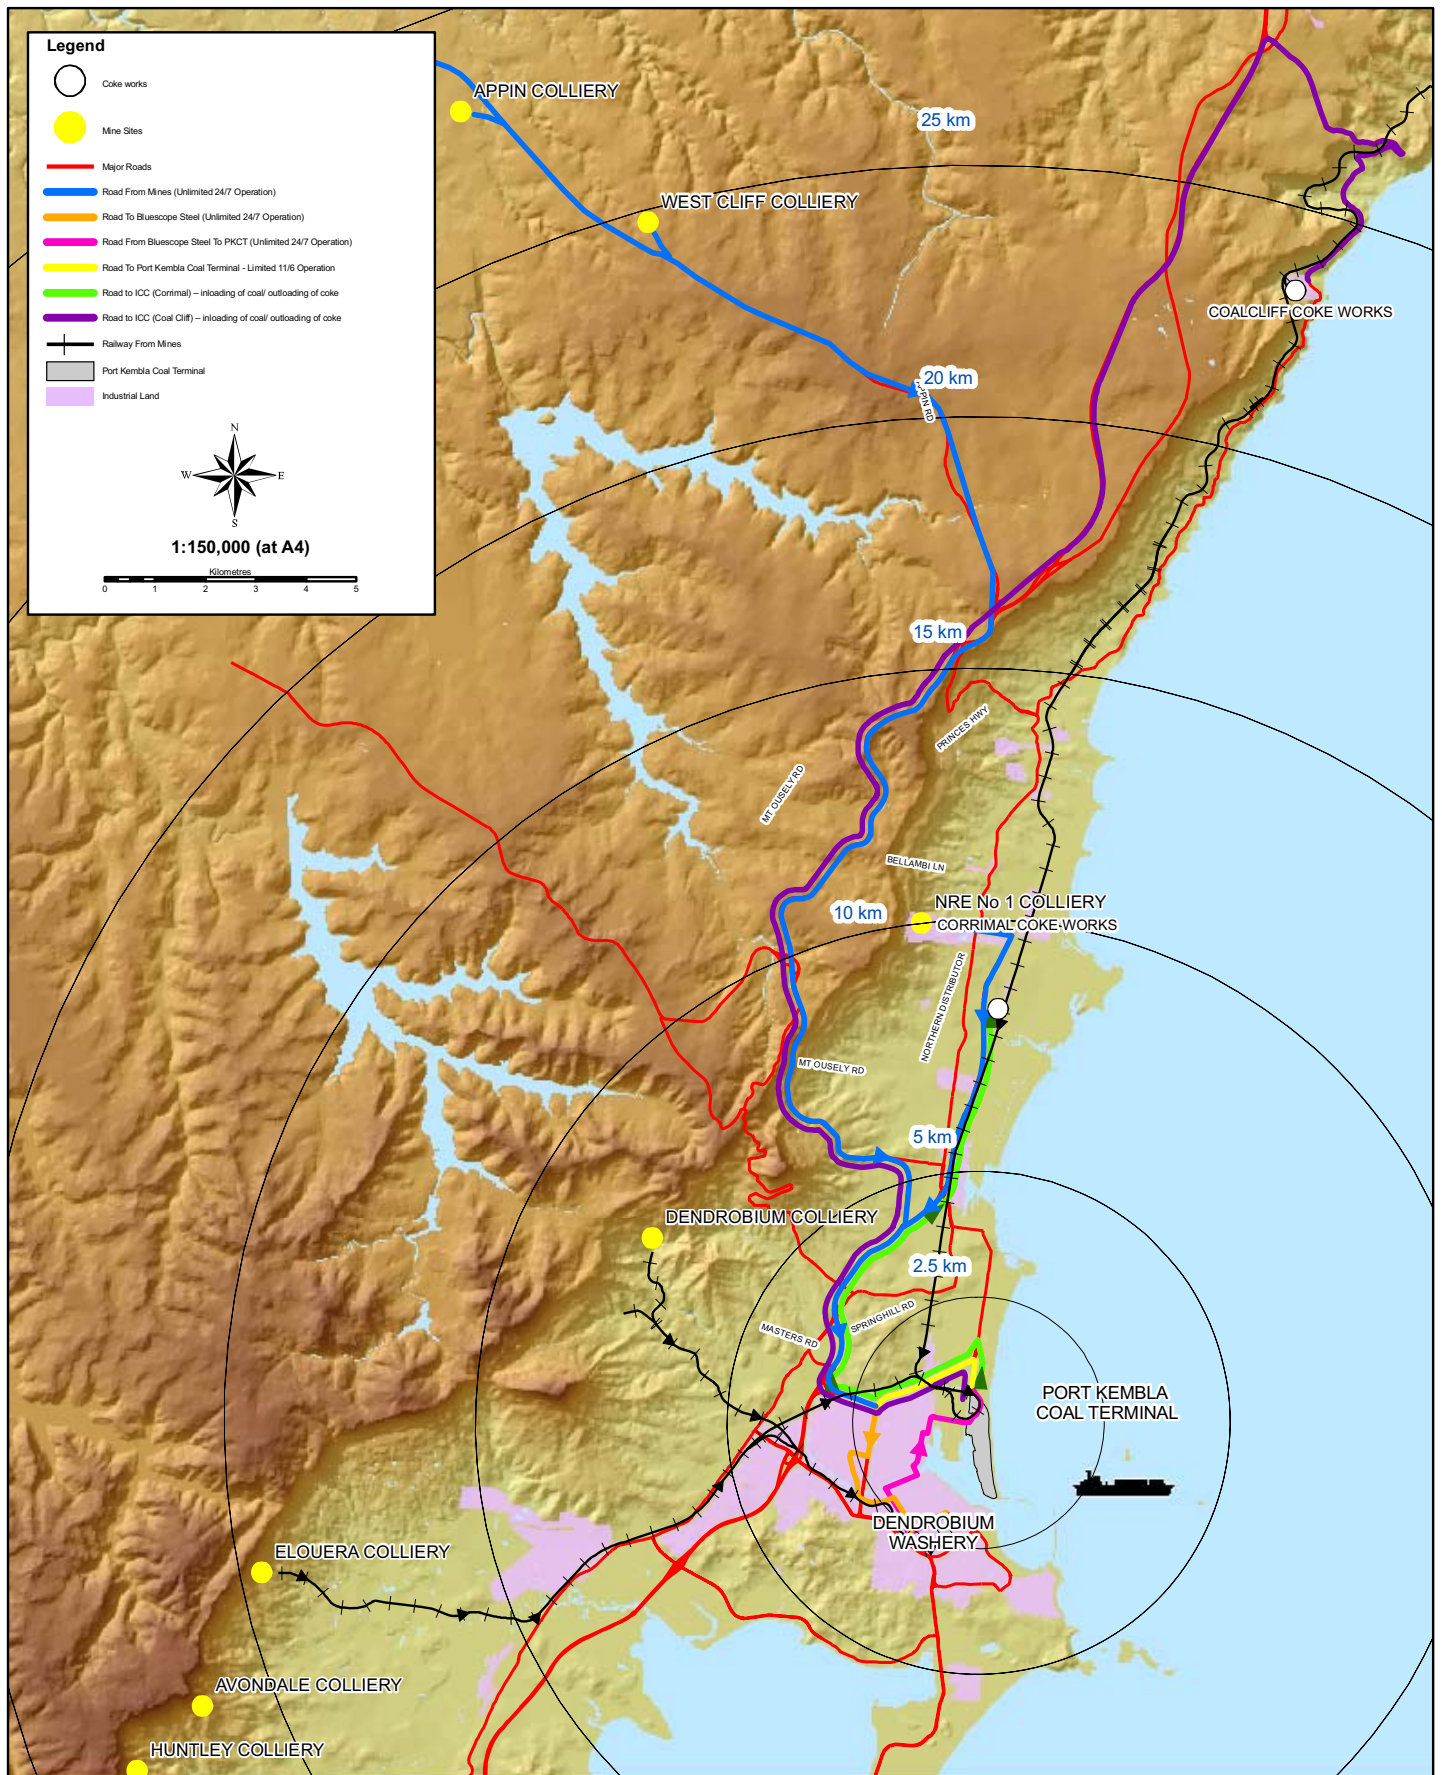 Legend
Coke works
Mine Sites
Major Roads
Road From Mines (Unlimited 24/7 Operation)
Road To Bluescope Steel (Unlimited 24/7 Operation)
Road From Bluescope Steel To PKCT (Unlimited 24/7 Operation)
Road To Port Kembla Coal Terminal - Limited 11/6 Operation
Road to ICC (Corrimal) – inloading of coal/ outloading of coke
Road to ICC (Coal Cliff) – inloading of coal/ outloading of coke
Railway From Mines
Port Kembla Coal Terminal
Industrial Land
N
W E
S
1:150,000 (at A4)
Kilometres
0 1 2 3 4 5
APPIN COLLIERY
25 km
WEST CLIFF COLLIERY
COALCLIFF COKE WORKS
20 km
APPIN RD
15 km
PRINCES HWY
MT OUSELY RD
BELLAMBI LN
NRE No 1 COLLIERY
10 km
CORRIMAL COKE-WORKS
NORTHERN DISTRIBUTOR
MT OUSELY RD
5 km
DENDROBIUM COLLIERY
2.5 km
SPRINGHILL RD
MASTERS RD
PORT KEMBLA
COAL TERMINAL
DENDROBIUM
WASHERY
ELOUERA COLLIERY
AVONDALE COLLIERY
HUNTLEY COLLIERY